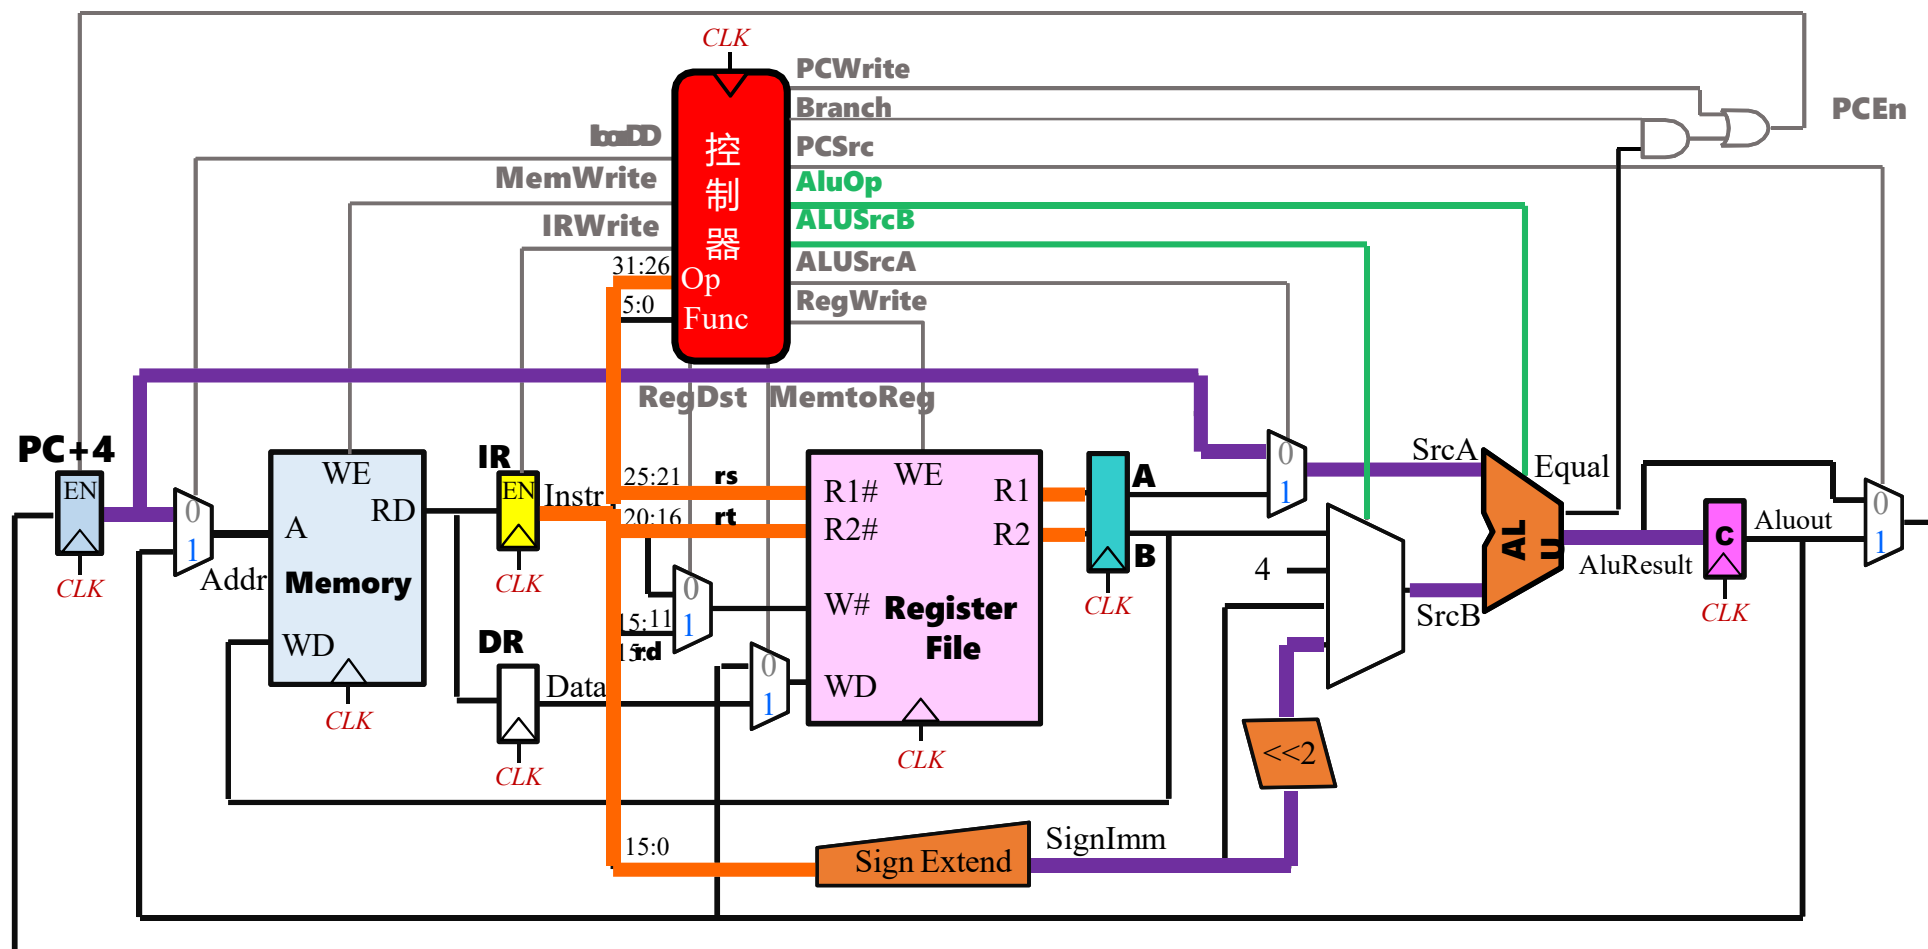 CLK
PCWrite
Branch
PCEn
PCSrc
MemWrite
AluOp
IRWrite
ALUSrcB
控
制
器
31:26
Op
ALUSrcA
5:0
Func
RegWrite
RegDst
MemtoReg
PC+4
EN
CLK
0
1
Addr
WE
RD
A
Memory
WD
CLK
IR
EN
Instr
CLK
DR
Data
CLK
25:21
rs
20:16
rt
15:11
rd
0
1
0
1
R1#
WE
R1
R2#
R2
W#
Register
File
WD
CLK
A
B
CLK
0
1
4
SrcA
SrcB
<<2
15:0
Sign Extend
SignImm
ALU
Equal
AluResult
C
CLK
Aluout
0
1